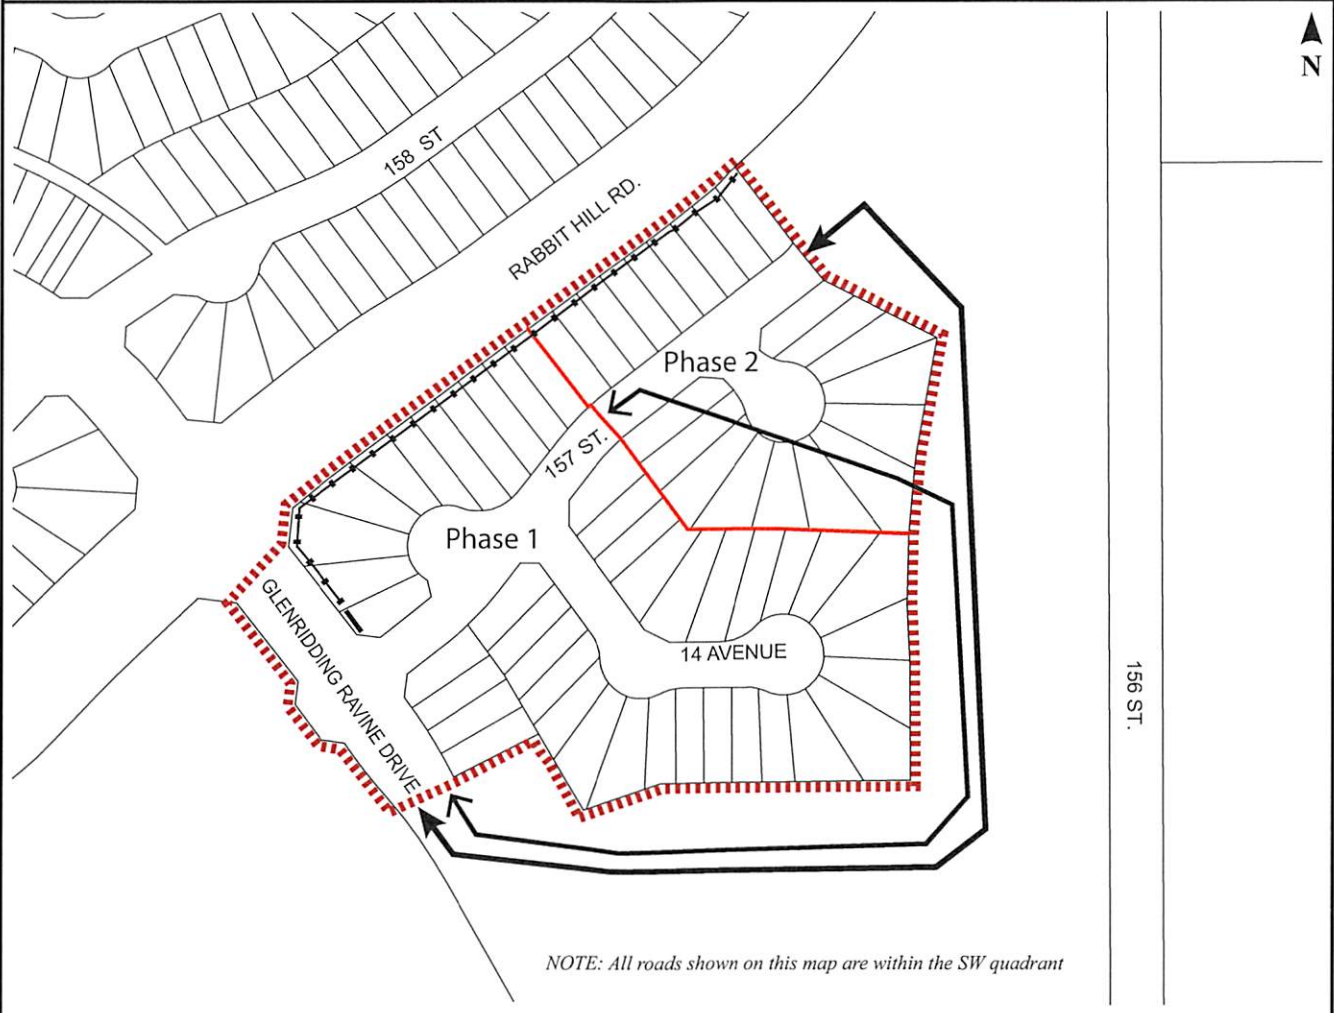 N
158 ST
RABBIT HILL RD.
Phase 2
157 ST.
Phase 1
GLENRIDDING RAVINE DRIVE
14 AVENUE
156 ST.
NOTE: All roads shown on this map are within the SW quadrant